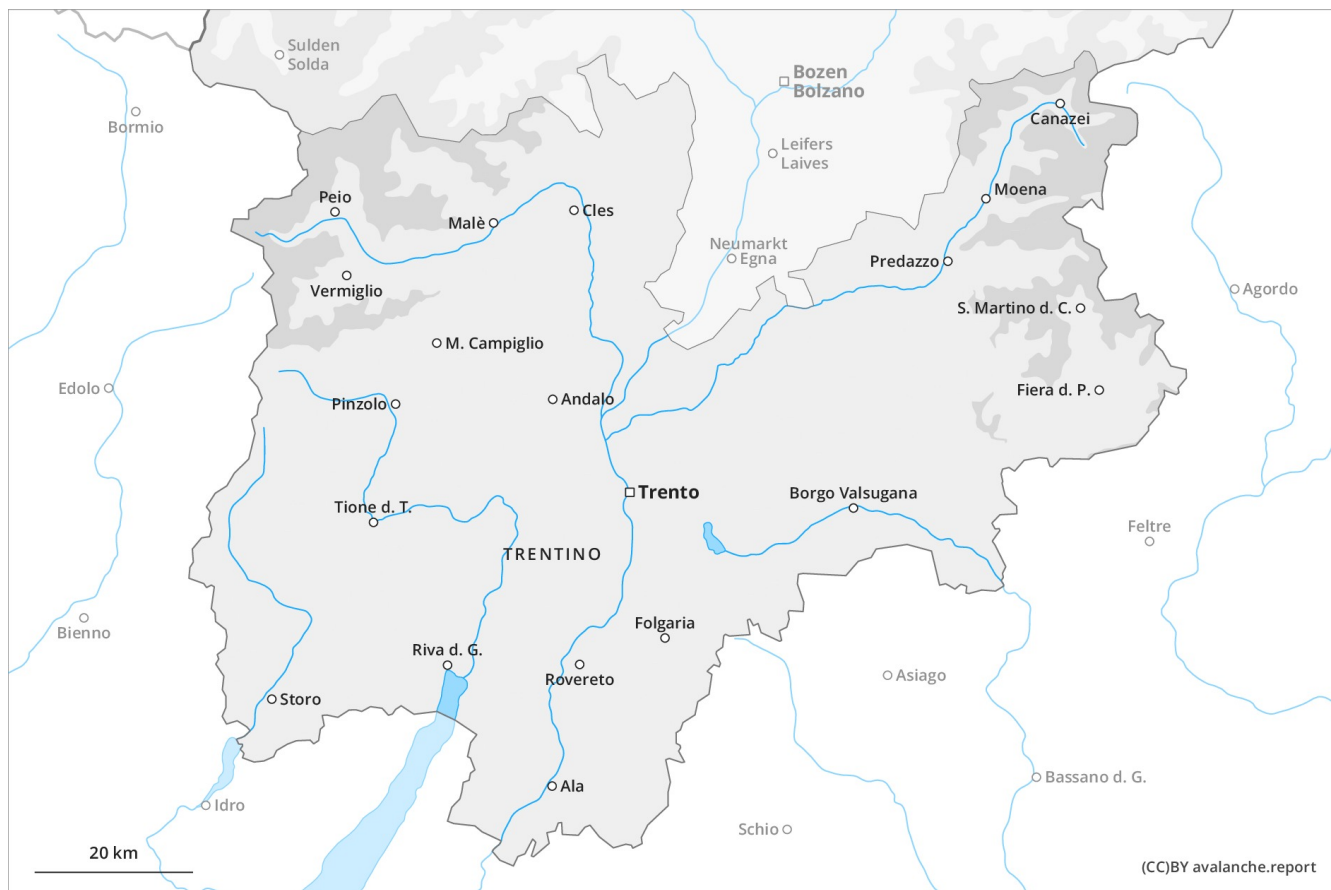 Sulden
Solda
Bozen
Bolzano
Bormio
Canazei
Leifers
Laives
Moena
Peio
Malè
Cles
Neumarkt
Egna
Predazzo
Vermiglio
Agordo
S. Martino d. C.
M. Campiglio
Edolo
Andalo
Fiera d. P.
Pinzolo
Trento
Borgo Valsugana
Tione d. T.
Feltre
TRENTINO
Bienno
Folgaria
Riva d. G.
Rovereto
Asiago
Storo
Bassano d. G.
Ala
Idro
Schio
20 km
(CC)BY avalanche.report